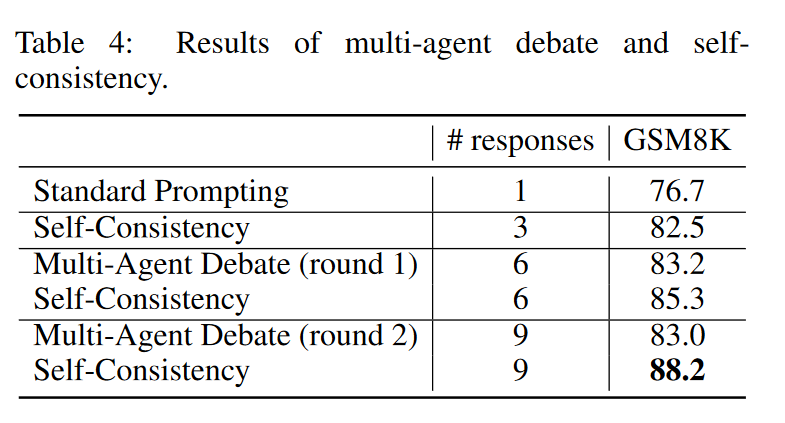 Table 4: Results of multi-agent debate and self-
consistency.
# responses GSM8K
Standard Prompting 1 76.7
Self-Consistency 3 82.5
Multi-Agent Debate (round 1) 6 83.2
Self-Consistency 6 85.3
Multi-Agent Debate (round 2) 9 83.0
Self-Consistency 9 88.2